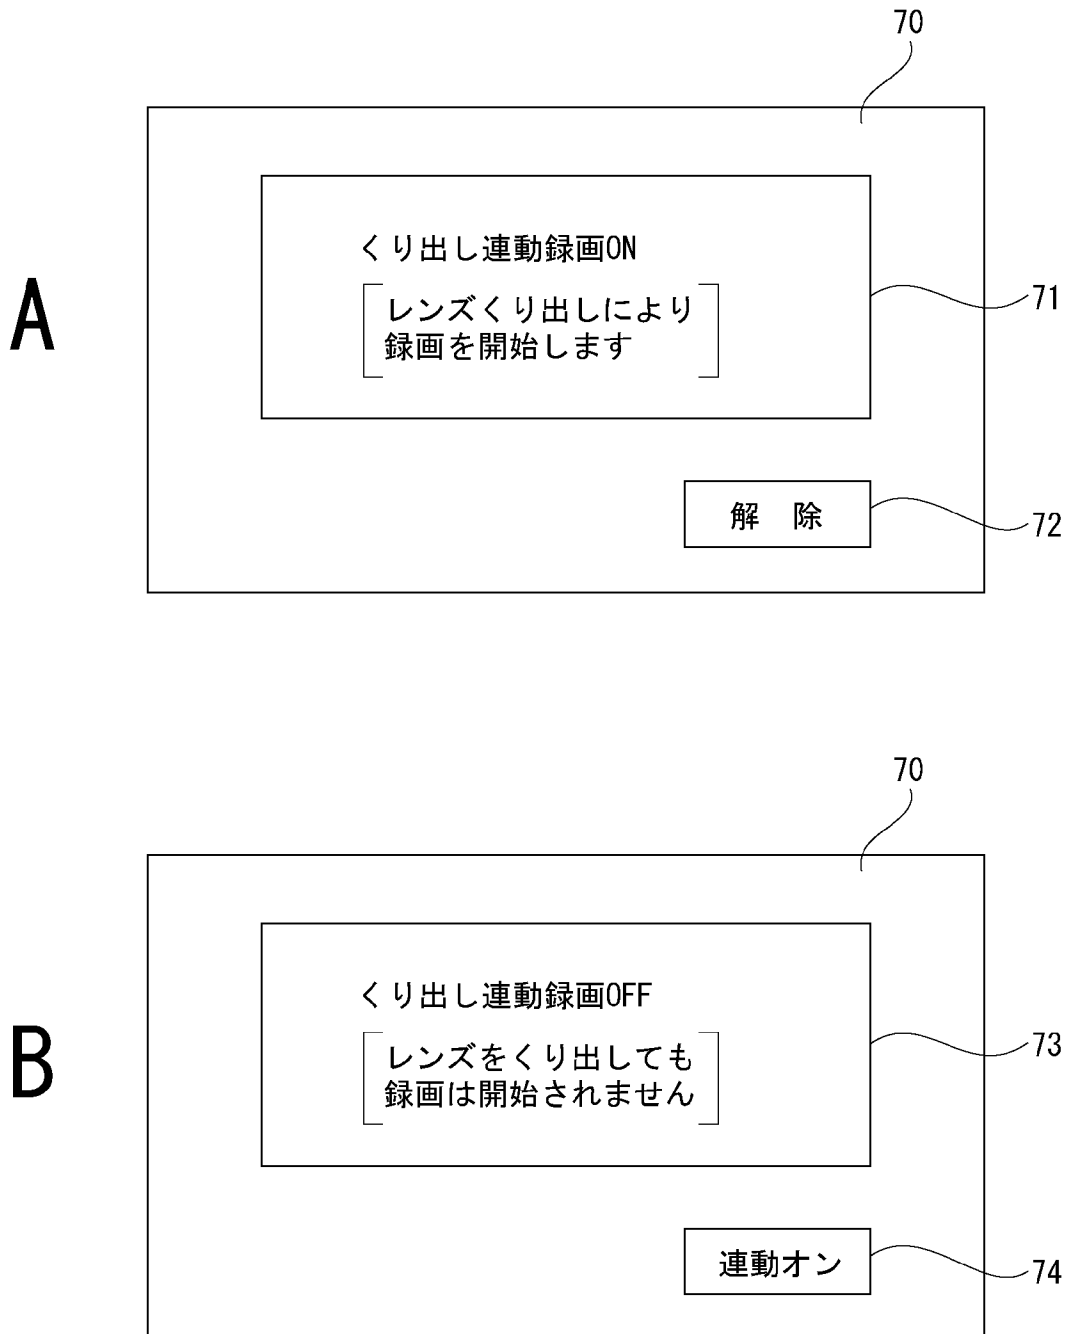 70
A
くり出し連動録画ON
レンズくり出しにより
録画を開始します
71
解　除
72
70
B
くり出し連動録画OFF
レンズをくり出しても
録画は開始されません
73
連動オン
74